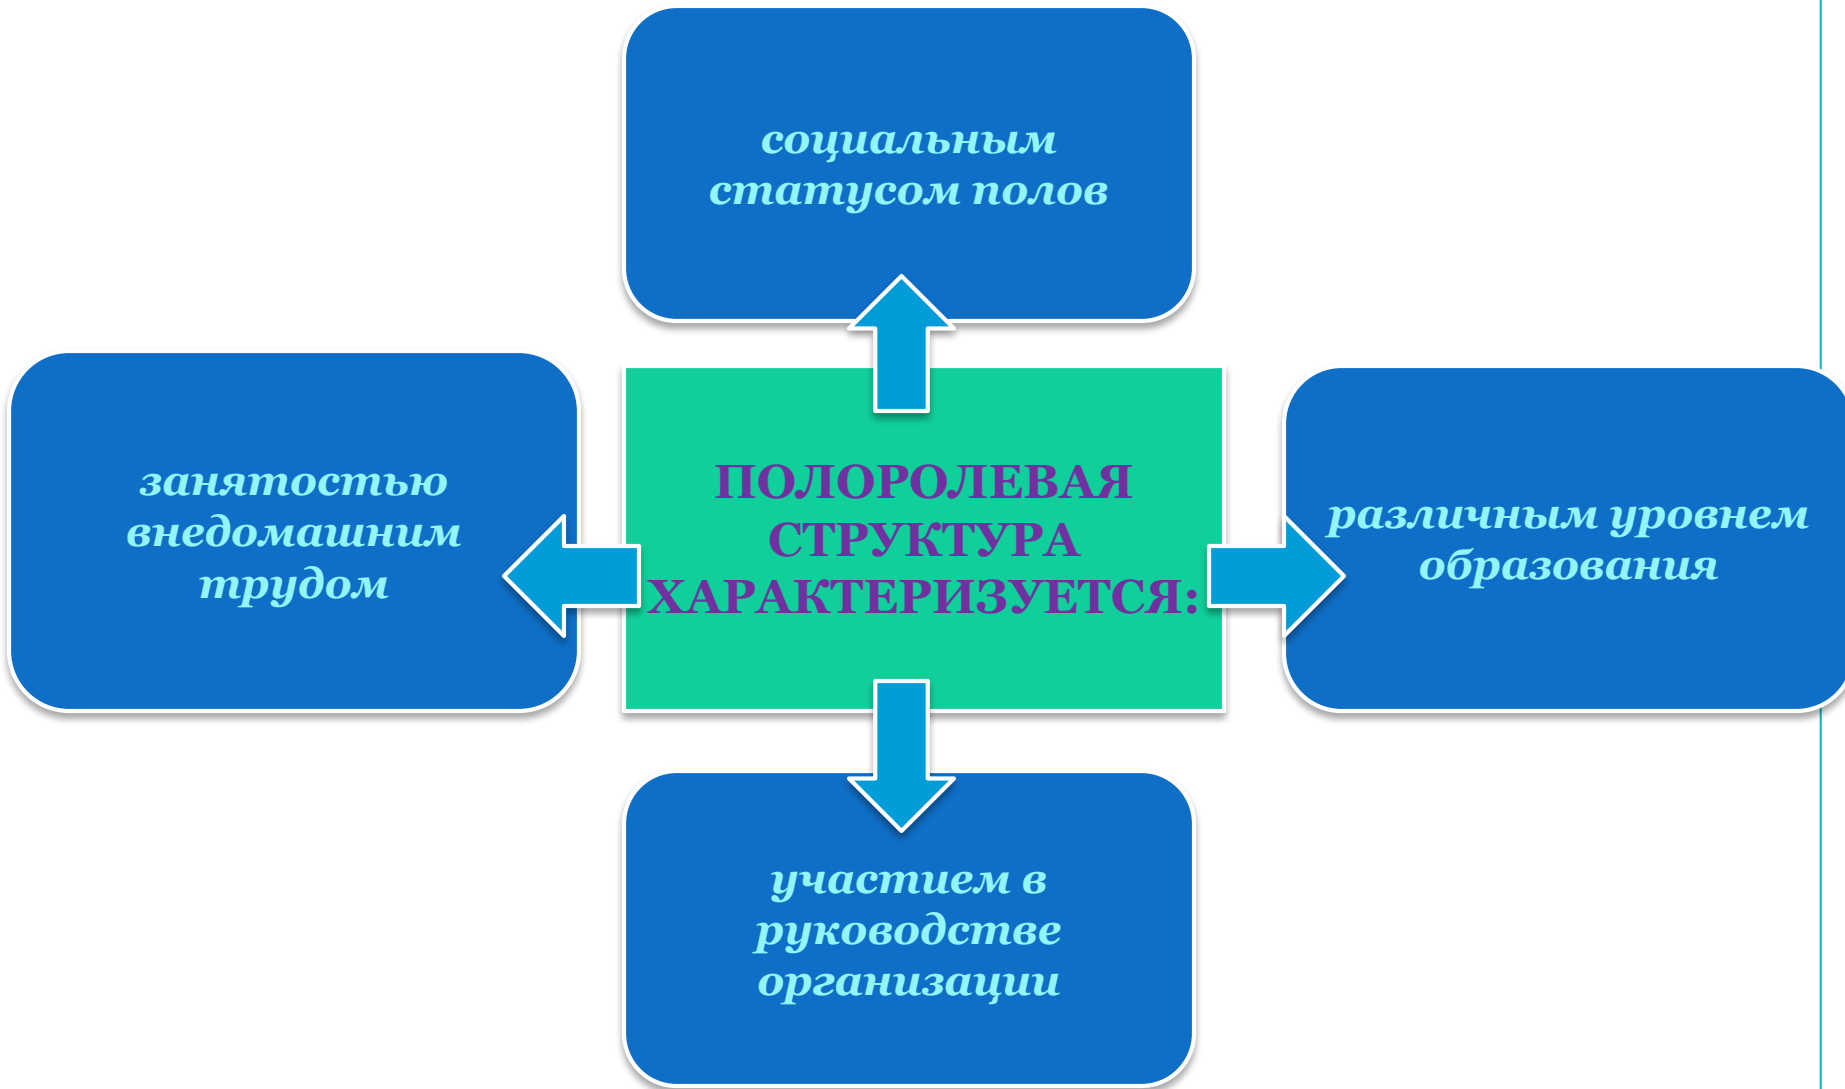 социальным
статусом полов
занятостью
внедомашним
трудом
ПОЛОРОЛЕВАЯ
СТРУКТУРА
ХАРАКТЕРИЗУЕТСЯ:
различным уровнем
образования
участием в
руководстве
организации